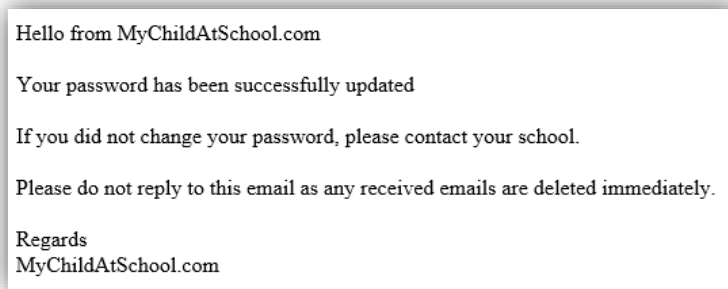 Hello from MyChildAtSchool.com
Your password has been successfully updated
If you did not change your password, please contact your school.
Please do not reply to this email as any received emails are deleted immediately.
Regards
MyChildAtSchool.com